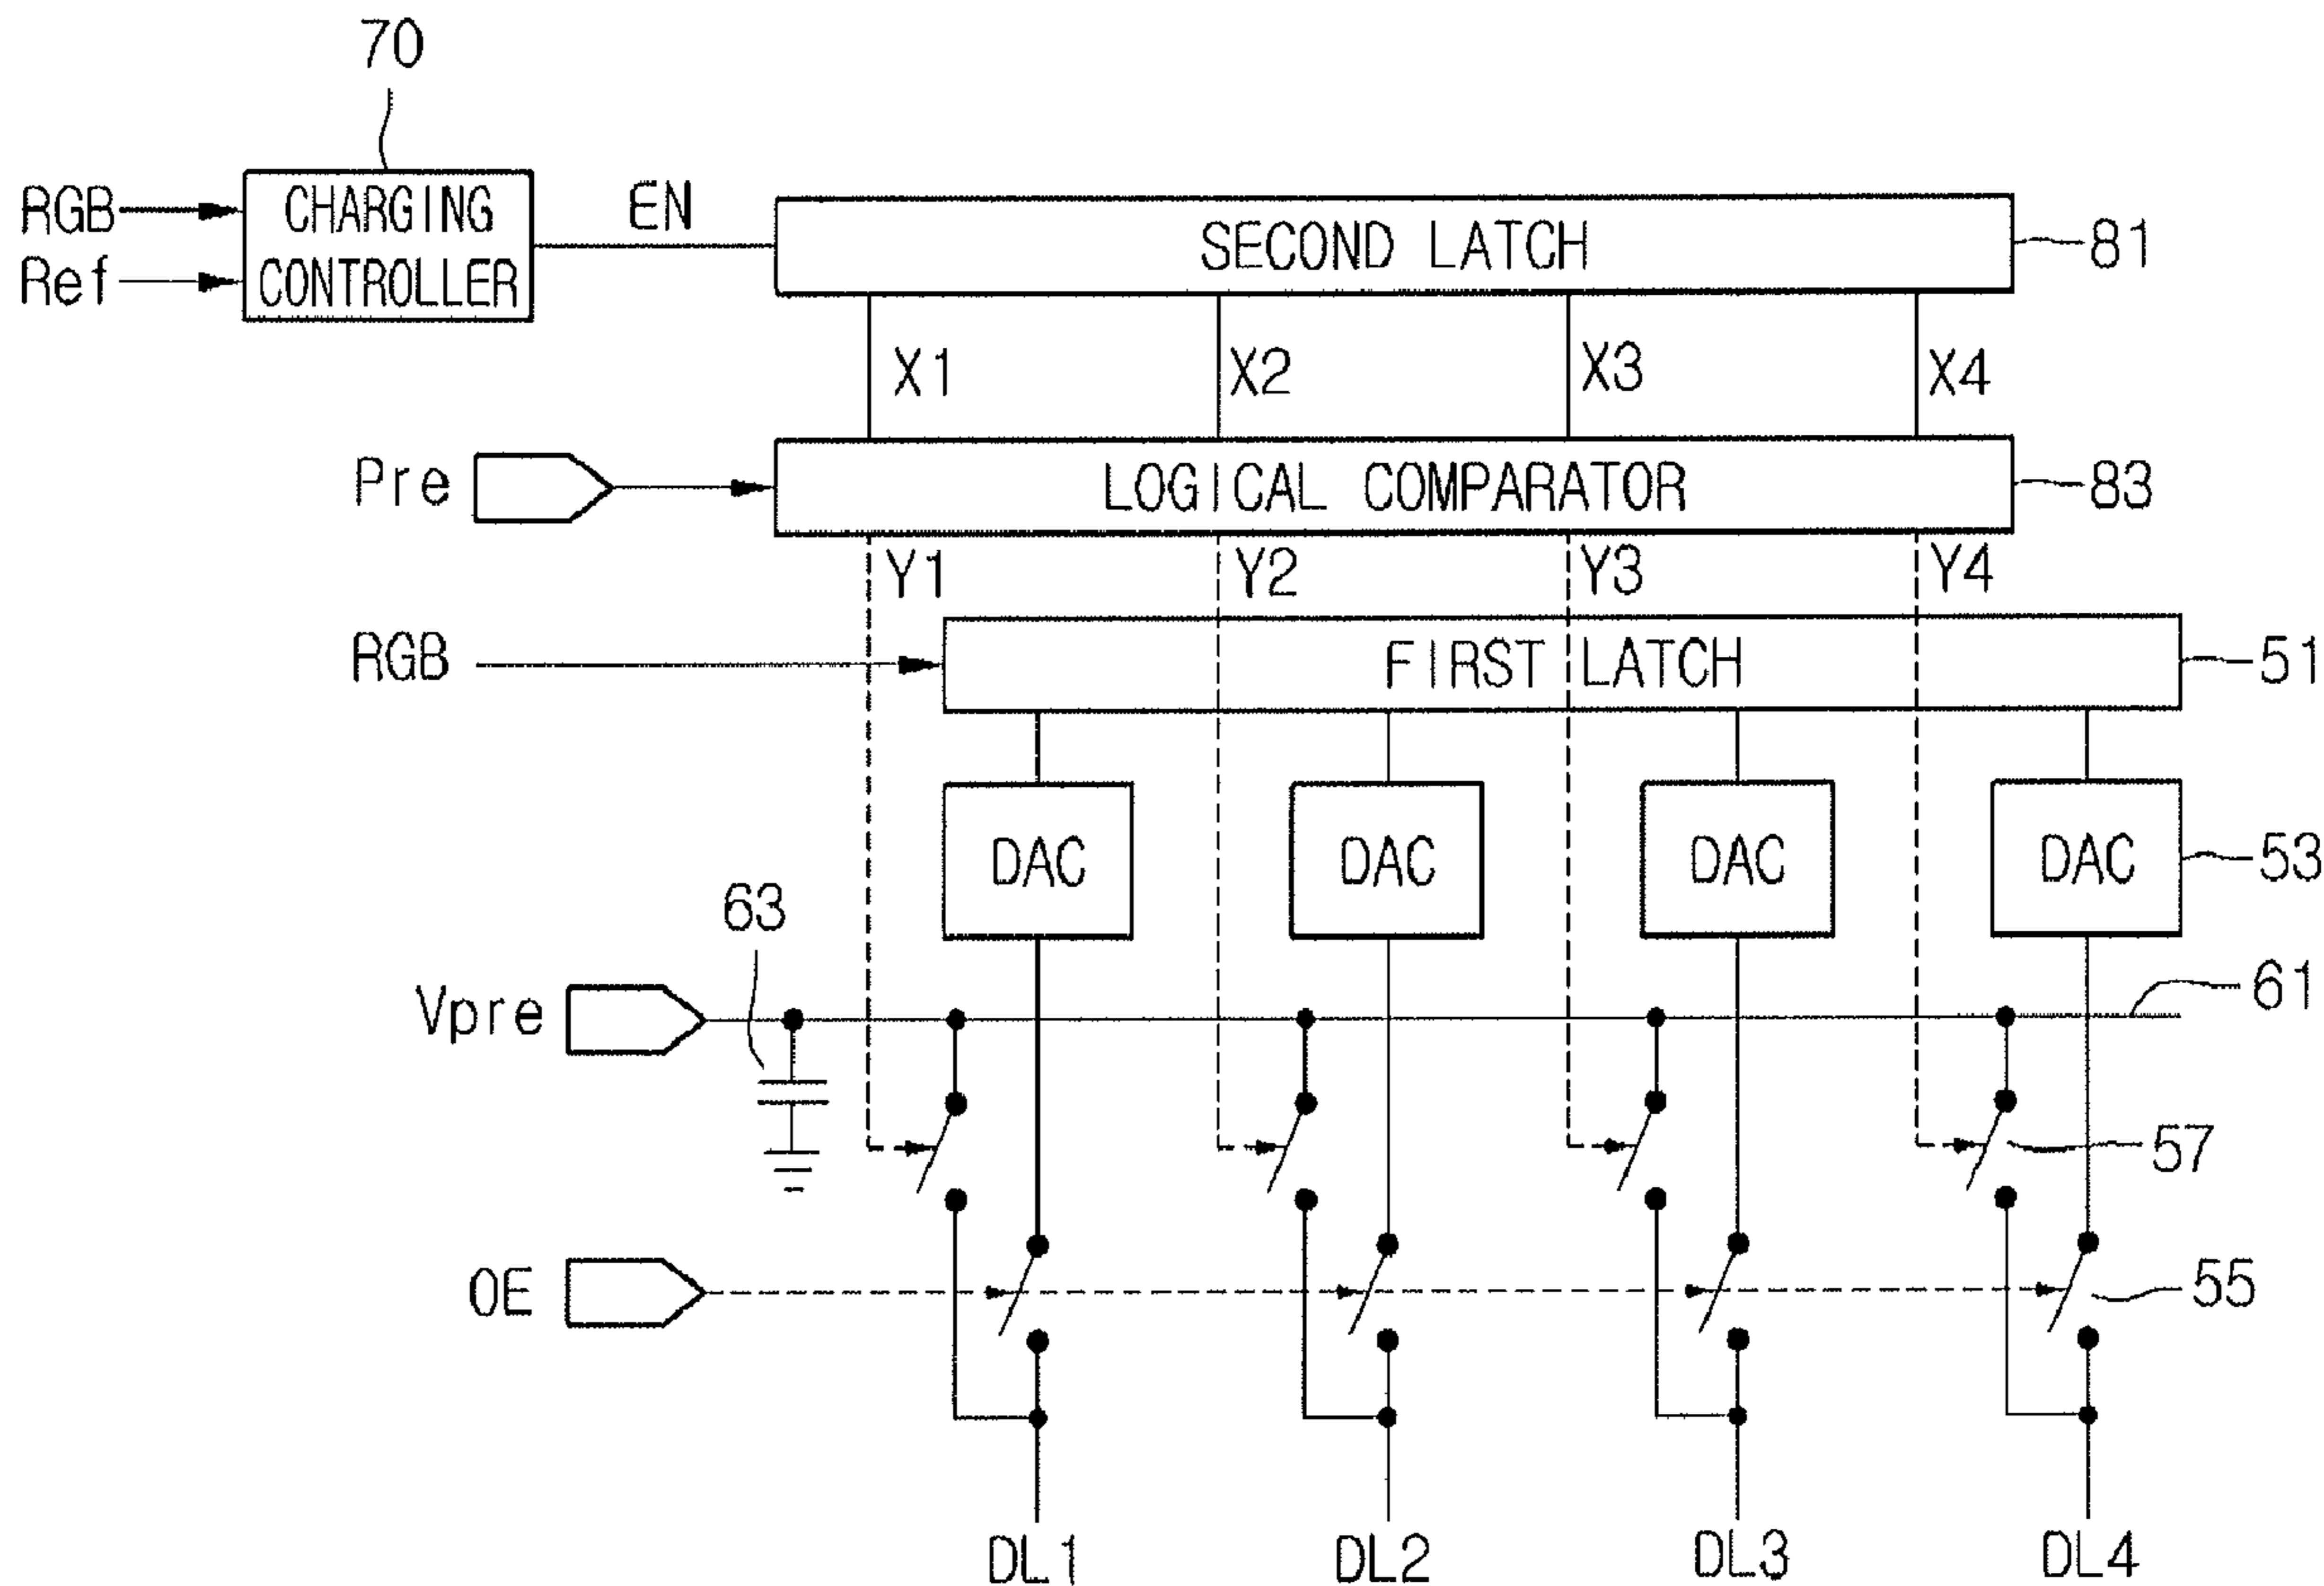 70
RGB
CHARGING
EN
Ref
CONTROLLER
SECOND LATCH
81
X1 X2 X3 X4
Pre
LOGICAL COMPARATOR
83
Y1 Y2 Y3 Y4
RGB
FIRST LATCH
51
DAC DAC DAC DAC
53
63
Vpre
61
57
OE
55
DL1 DL2 DL3 DL4